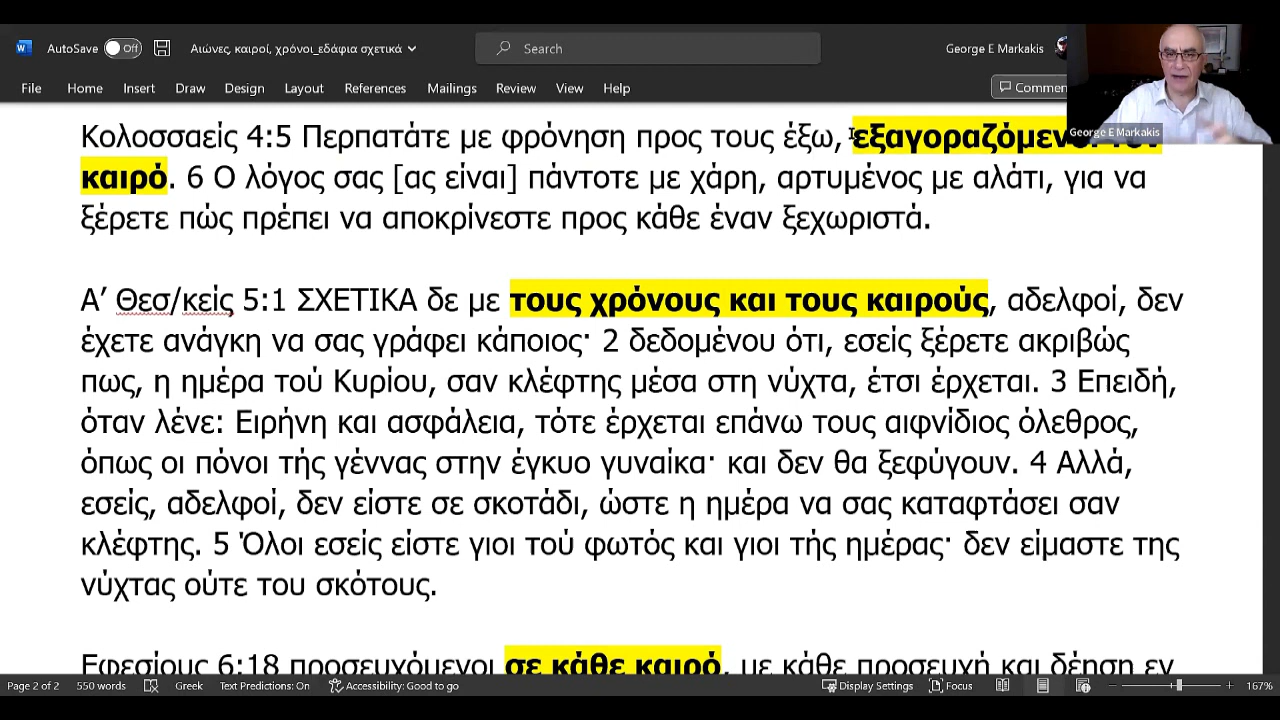 AutoSave Off Αιώνες, καιροί, χρόνοι_εδάφια σχετικά Search George E Markakis
File Home Insert Draw Design Layout References Mailings Review View Help
George E Markakis
Κολοσσαείς 4:5 Περπατάτε με φρόνηση προς τους έξω,
καιρό. 6 Ο λόγος σας [ας είναι] πάντοτε με χάρη, αρτυμένος με αλάτι, για να
ξέρετε πώς πρέπει να αποκρίνεστε προς κάθε έναν ξεχωριστά.
Α’ Θεσ/κείς 5:1 ΣΧΕΤΙΚΑ δε με τους χρόνους και τους καιρούς, αδελφοί, δεν
έχετε ανάγκη να σας γράφει κάποιος· 2 δεδομένου ότι, εσείς ξέρετε ακριβώς
πως, η ημέρα τού Κυρίου, σαν κλέφτης μέσα στη νύχτα, έτσι έρχεται. 3 Επειδή,
όταν λένε: Ειρήνη και ασφάλεια, τότε έρχεται επάνω τους αιφνίδιος όλεθρος,
όπως οι πόνοι τής γέννας στην έγκυο γυναίκα· και δεν θα ξεφύγουν. 4 Αλλά,
εσείς, αδελφοί, δεν είστε σε σκοτάδι, ώστε η ημέρα να σας καταφτάσει σαν
κλέφτης. 5 Όλοι εσείς είστε γιοι τού φωτός και γιοι τής ημέρας· δεν είμαστε της
νύχτας ούτε του σκότους.
Εφεσίους 6:18 προσευχόμενοι σε κάθε καιρό, με κάθε προσευχή και δέηση εν
Page 2 of 2 550 words Greek Text Predictions: On Accessibility: Good to go Display Settings Focus 167%